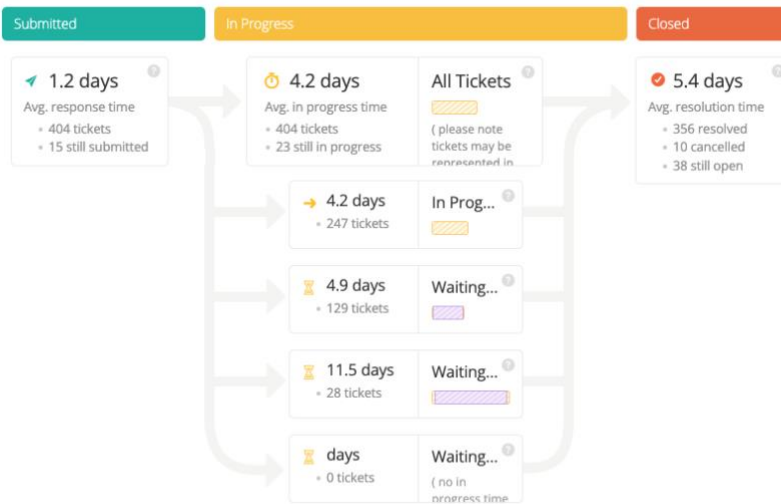 Submitted
In Progress
Closed
1.2 days
?
Avg. response time
404 tickets
15 still submitted
4.2 days
Avg. in progress time
404 tickets
23 still in progress
All Tickets
?
( please note
tickets may be
represented in
5.4 days
?
Avg. resolution time
356 resolved
10 cancelled
38 still open
4.2 days
247 tickets
In Prog...
?
4.9 days
129 tickets
Waiting...
?
11.5 days
28 tickets
Waiting...
?
days
0 tickets
Waiting...
?
( no in
progress time